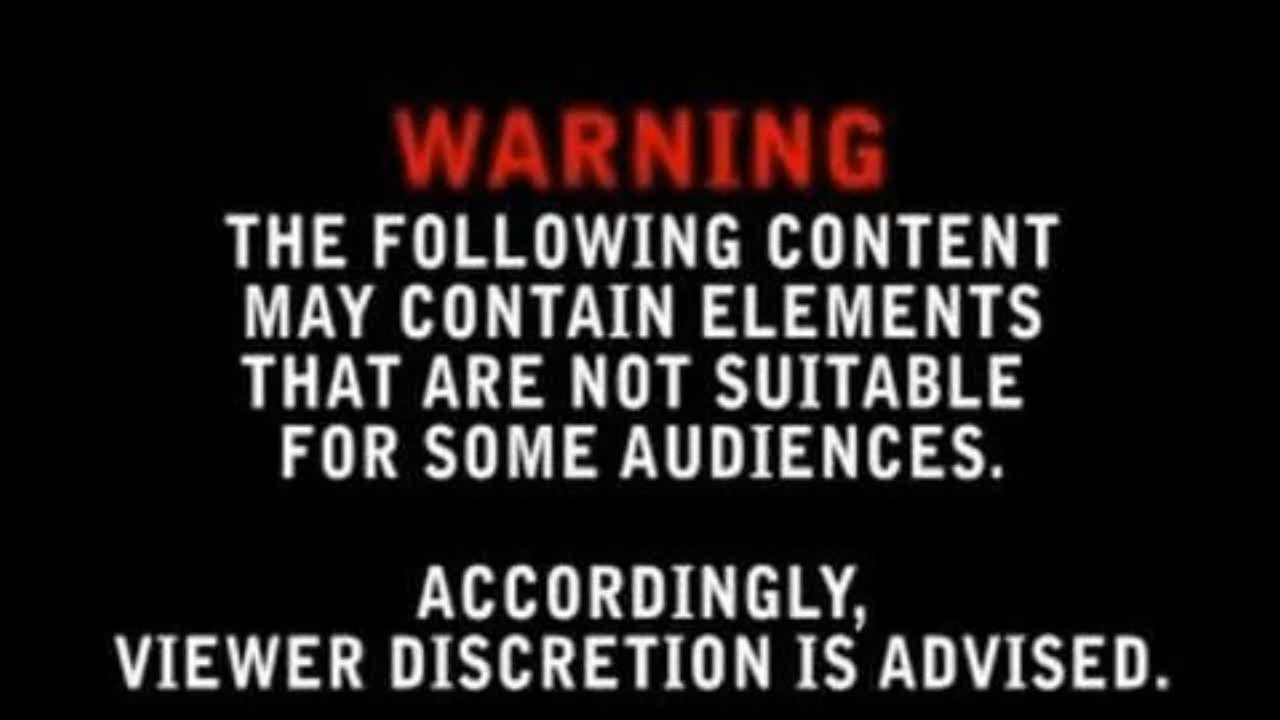 WARNING
THE FOLLOWING CONTENT
MAY CONTAIN ELEMENTS
THAT ARE NOT SUITABLE
FOR SOME AUDIENCES.
ACCORDINGLY,
VIEWER DISCRETION IS ADVISED.